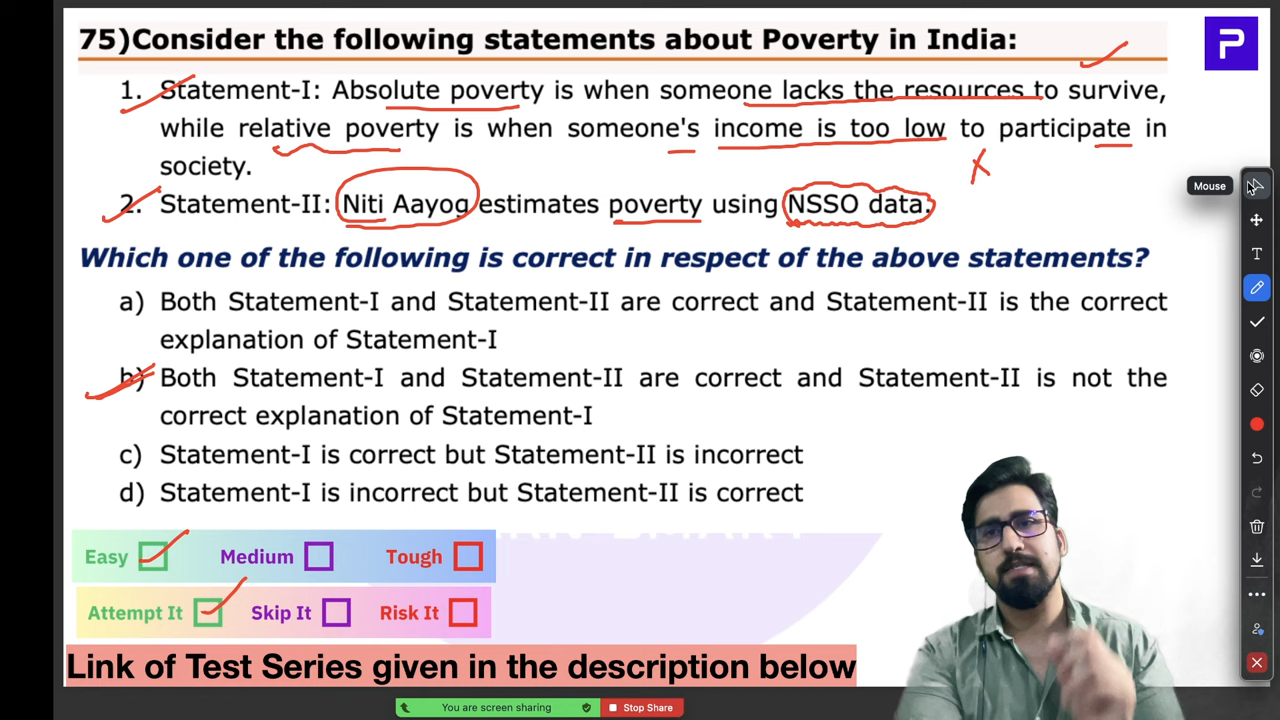 75)Consider the following statements about Poverty in India:
1. Statement-I: Absolute poverty is when someone lacks the resources to survive,
while relative poverty is when someone's income is too low to participate in
society.
Mouse
2. Statement-II: Niti Aayog estimates poverty using NSSO data.
Which one of the following is correct in respect of the above statements?
a) Both Statement-I and Statement-II are correct and Statement-II is the correct
explanation of Statement-I
b) Both Statement-I and Statement-II are correct and Statement-II is not the
correct explanation of Statement-I
c) Statement-I is correct but Statement-II is incorrect
d) Statement-I is incorrect but Statement-II is correct
Easy Medium Tough
Attempt It Skip It Risk It
Link of Test Series given in the description below
You are screen sharing Stop Share